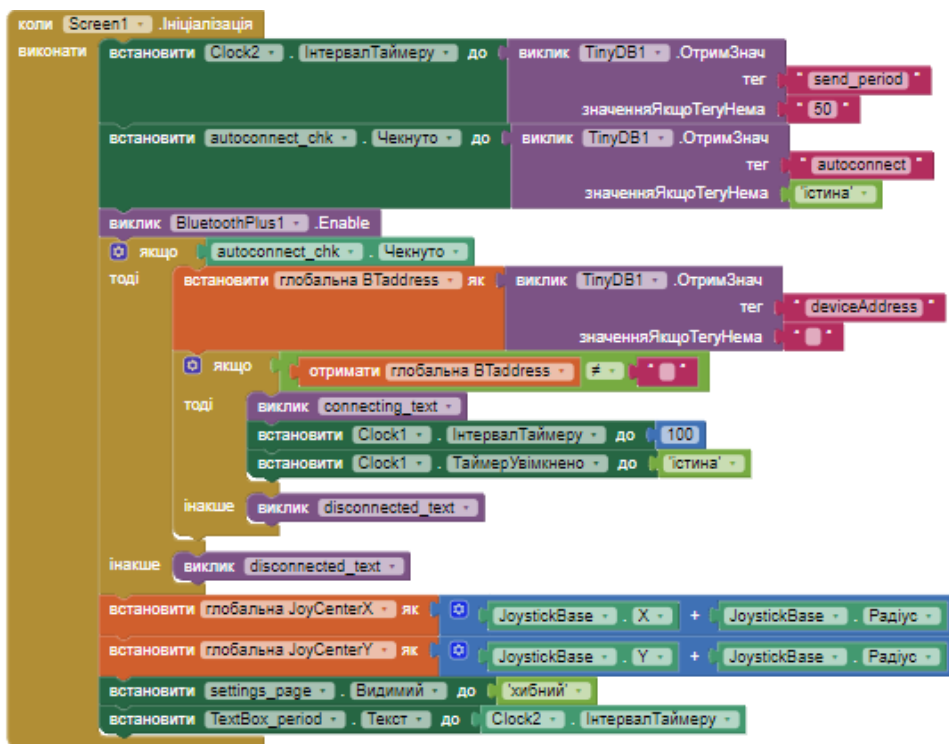 коли Screen1 .Ініціалізація
виконати встановити Clock2 . ІнтервалТаймеру до виклик TinyDB1 .ОтримЗнач
тег " send_period "
значенняЯкщоТегуНема " 50 "
встановити autoconnect_chk . Чекнуто до виклик TinyDB1 .ОтримЗнач
тег " autoconnect "
значенняЯкщоТегуНема 'істина'
виклик BluetoothPlus1 .Enable
якщо autoconnect_chk . Чекнуто
тоді встановити глобальна BTaddress як виклик TinyDB1 .ОтримЗнач
тег " deviceAddress "
значенняЯкщоТегуНема " "
якщо отримати глобальна BTaddress ≠ " "
тоді виклик connecting_text
встановити Clock1 . ІнтервалТаймеру до 100
встановити Clock1 . ТаймерУвімкнено до 'істина'
інакше виклик disconnected_text
інакше виклик disconnected_text
встановити глобальна JoyCenterX як JoystickBase . X + JoystickBase . Радіус
встановити глобальна JoyCenterY як JoystickBase . Y + JoystickBase . Радіус
встановити settings_page . Видимий до 'хибний'
встановити TextBox_period . Текст до Clock2 . ІнтервалТаймеру